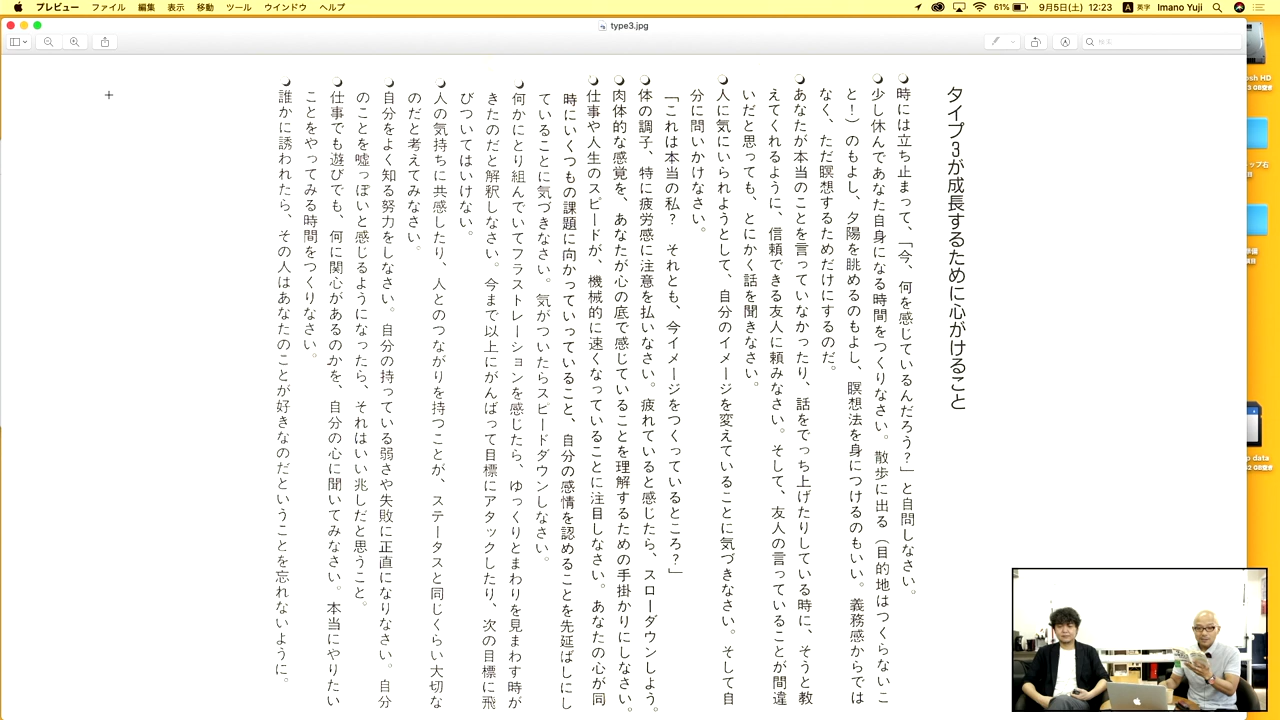 プレビュー ファイル 編集 表示 移動 ツール ウインドウ ヘルプ
61% 9月5日(土) 12:23 A 英字 Imano Yuji
type3.jpg
検索
タイプ3が成長するために心がけること
時には立ち止まって、「今、何を感じているんだろう?」と自問しなさい。
少し休んであなた自身になる時間をつくりなさい。散歩に出る(目的地はつくらないこ
と!)のもよし、夕陽を眺めるのもよし、瞑想法を身につけるのもいい。義務感からでは
なく、ただ瞑想するためだけにするのだ。
あなたが本当のことを言っていなかったり、話をでっち上げたりしている時に、そうと教
えてくれるように、信頼できる友人に頼みなさい。そして、友人の言っていることが間違
いだと思っても、とにかく話を聞きなさい。
人に気にいられようとして、自分のイメージを変えていることに気づきなさい。そして自
分に問いかけなさい。
「これは本当の私? それとも、今イメージをつくっているところ?」
体の調子、特に疲労感に注意を払いなさい。疲れていると感じたら、スローダウンしよう。
肉体的な感覚を、あなたが心の底で感じていることを理解するための手掛かりにしなさい。
仕事や人生のスピードが、機械的に速くなっていることに注目しなさい。あなたの心が同
時にいくつもの課題に向かっていっていること、自分の感情を認めることを先延ばしにし
ていることに気づきなさい。気がついたらスピードダウンしなさい。
何かにとり組んでいてフラストレーションを感じたら、ゆっくりとまわりを見まわす時が
きたのだと解釈しなさい。今まで以上にがんばって目標にアタックしたり、次の目標に飛
びついてはいけない。
人の気持ちに共感したり、人とのつながりを持つことが、ステータスと同じくらい大切な
のだと考えてみなさい。
自分をよく知る努力をしなさい。自分の持っている弱さや失敗に正直になりなさい。自分
のことを嘘っぽいと感じるようになったら、それはいい兆しだと思うこと。
仕事でも遊びでも、何に関心があるのかを、自分の心に聞いてみなさい。本当にやりたい
ことをやってみる時間をつくりなさい。
誰かに誘われたら、その人はあなたのことが好きなのだということを忘れないように。